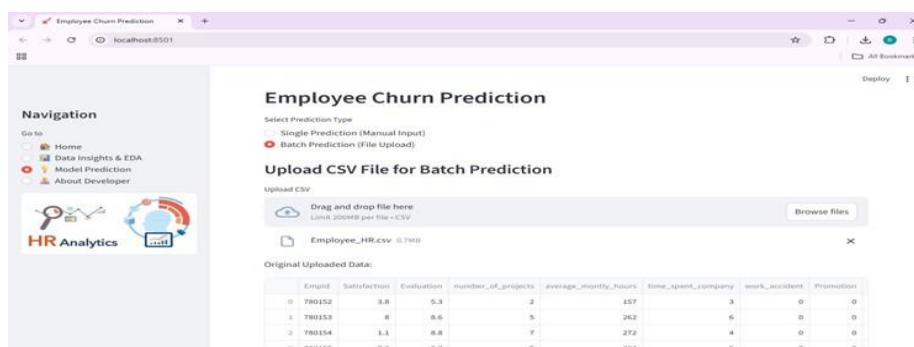 Employee Churn Prediction
localhost:8501
All Bookmark
Deploy
Navigation
Go to
Home
Data Insights & EDA
Model Prediction
About Developer
HR Analytics
Employee Churn Prediction
Select Prediction Type
Single Prediction (Manual Input)
Batch Prediction (File Upload)
Upload CSV File for Batch Prediction
Upload CSV
Drag and drop file here
Limit 200MB per file • CSV
Browse files
Employee_HR.csv 0.7MB
Original Uploaded Data:
Empid Satisfaction Evaluation number_of_projects average_montly_hours time_spent_company work_accident Promotion
0 780152 3.8 5.3 2 157 3 0 0
1 780153 8 8.6 5 262 6 0 0
2 780154 1.1 8.8 7 272 4 0 0